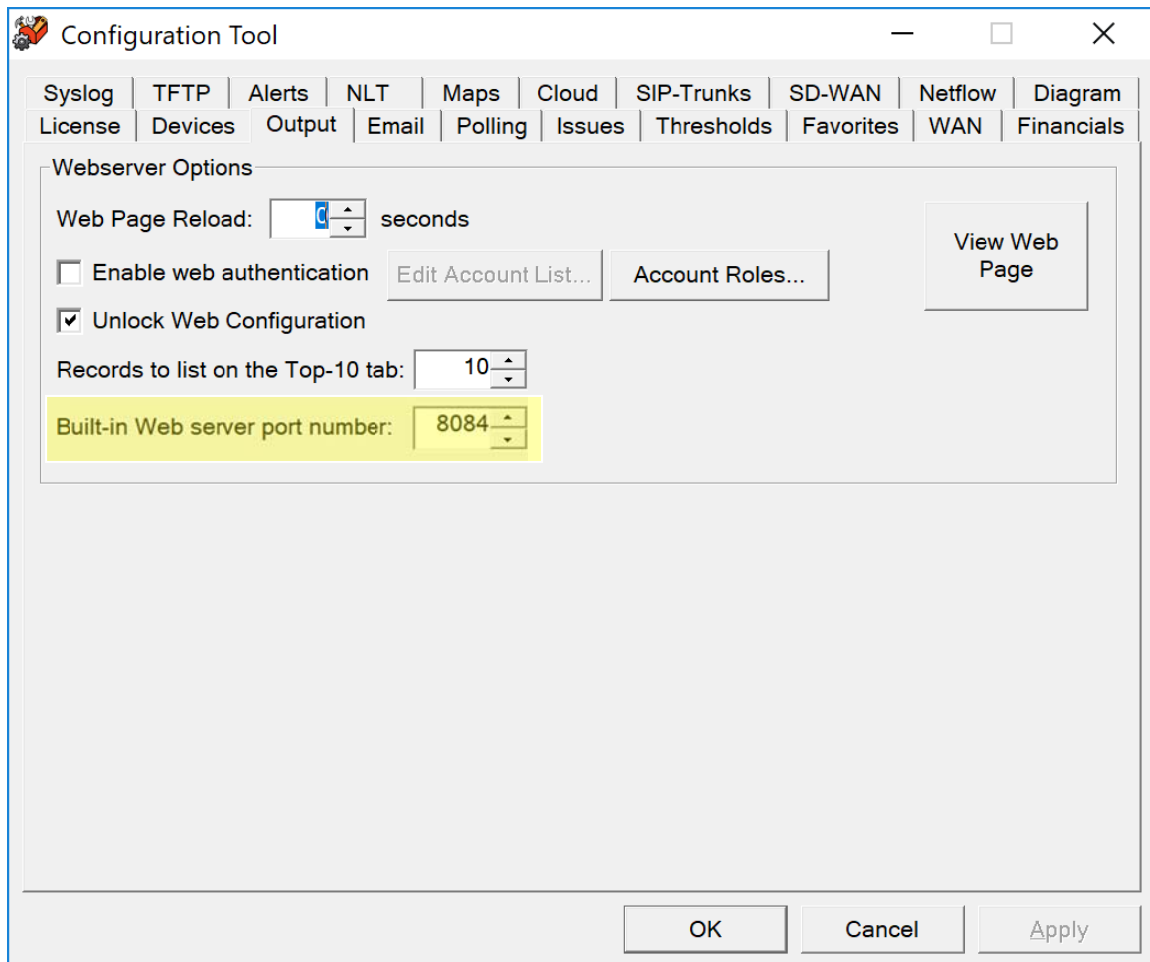 Configuration Tool
Syslog TFTP Alerts NLT Maps Cloud SIP-Trunks SD-WAN Netflow Diagram
License Devices Output Email Polling Issues Thresholds Favorites WAN Financials
Webserver Options
Web Page Reload: seconds
View Web
Page
Enable web authentication Edit Account List... Account Roles...
Unlock Web Configuration
Records to list on the Top-10 tab: 10
Built-in Web server port number: 8084
OK Cancel Apply